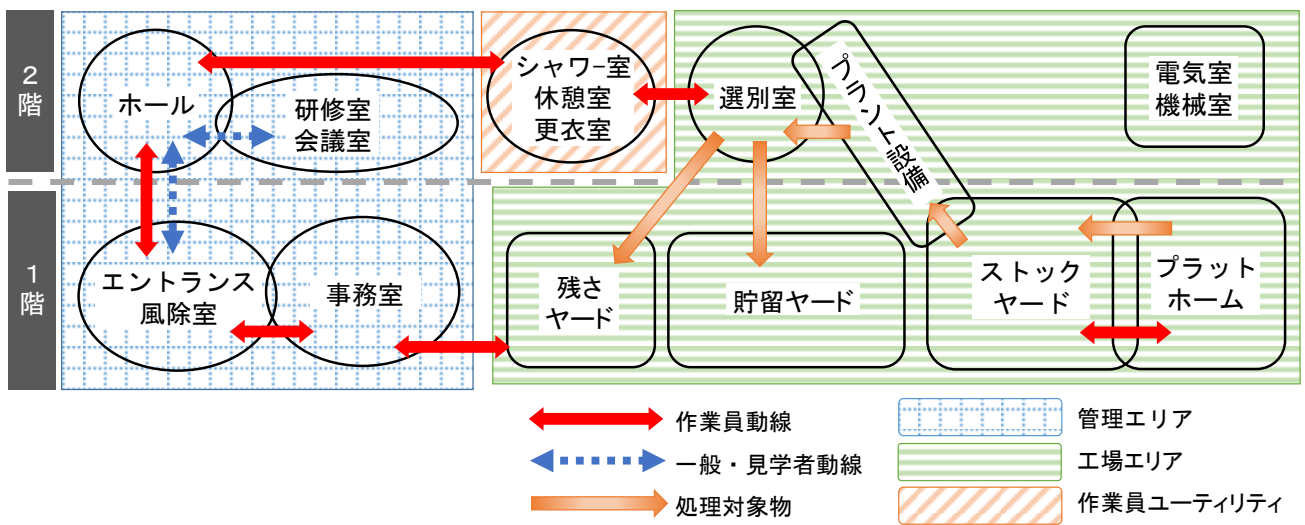 2
階
ホール
研修室
会議室
シャワー室
休憩室
更衣室
選別室
プラント設備
電気室
機械室
1
階
エントランス
風除室
事務室
残さ
ヤード
貯留ヤード
ストック
ヤード
プラット
ホーム
作業員動線
一般・見学者動線
処理対象物
管理エリア
工場エリア
作業員ユーティリティ